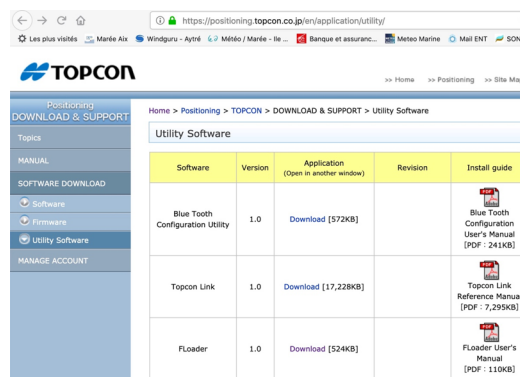 https://positioning.topcon.co.jp/en/application/utility/
Les plus visités Marée Aix Windguru - Aytré Météo / Marée - Ile ... Banque et assuranc... Meteo Marine Mail ENT SON
TOPCON
>> Home >> Positioning >> Site Ma
Positioning
DOWNLOAD & SUPPORT
Home > Positioning > TOPCON > DOWNLOAD & SUPPORT > Utility Software
Topics
Utility Software
MANUAL
SOFTWARE DOWNLOAD
Software
Firmware
Utility Software
MANAGE ACCOUNT
Software Version Application Revision Install guide
(Open in another window)
PDF
Blue Tooth
Configuration Utility 1.0 Download [572KB]
Blue Tooth
Configuration
User's Manual
[PDF : 241KB]
PDF
Topcon Link 1.0 Download [17,228KB]
Topcon Link
Reference Manua
[PDF : 7,295KB]
PDF
FLoader 1.0 Download [524KB]
FLoader User's
Manual
[PDF : 110KB]